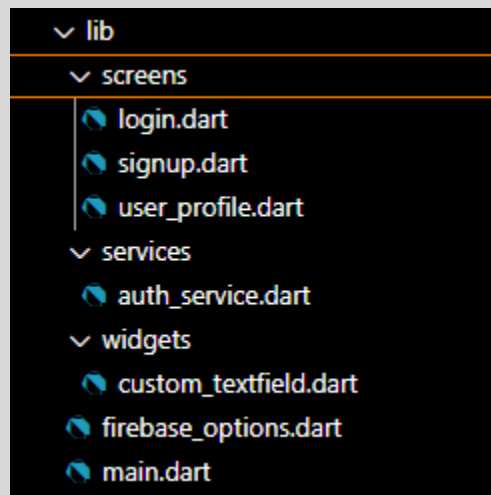 lib
screens
login.dart
signup.dart
user_profile.dart
services
auth_service.dart
widgets
custom_textfield.dart
firebase_options.dart
main.dart